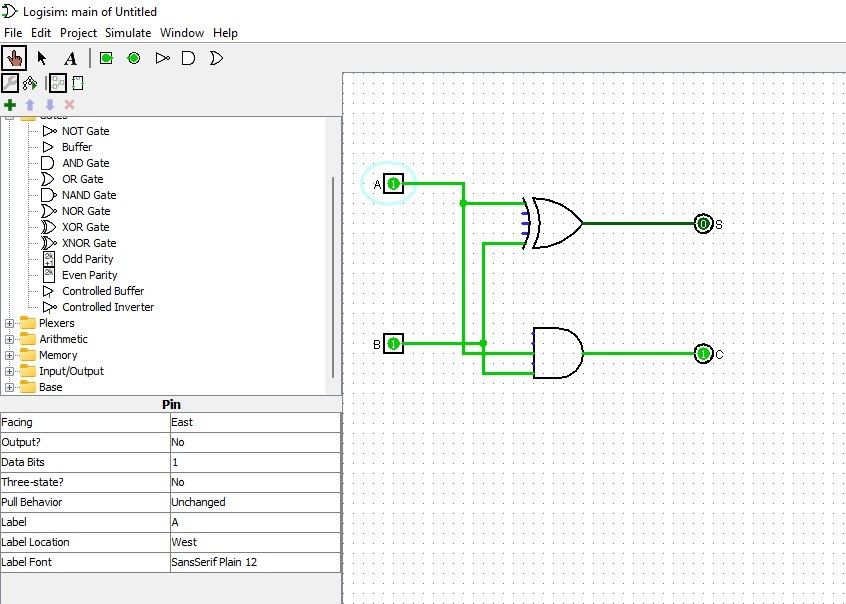 Logisim: main of Untitled
File Edit Project Simulate Window Help
A
Gates
NOT Gate
Buffer
AND Gate
OR Gate
NAND Gate
NOR Gate
XOR Gate
XNOR Gate
Odd Parity
Even Parity
Controlled Buffer
Controlled Inverter
Plexers
Arithmetic
Memory
Input/Output
Base
Pin
Facing East
Output? No
Data Bits 1
Three-state? No
Pull Behavior Unchanged
Label A
Label Location West
Label Font SansSerif Plain 12
A 1
0 S
B 1
1 C